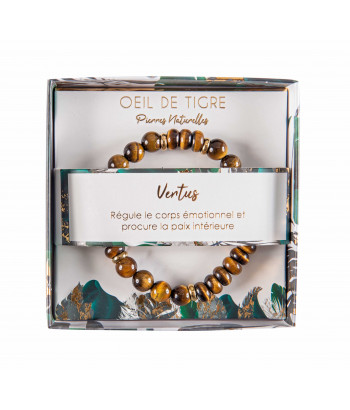 OEIL DE TIGRE
Pierres Naturelles
Vertus
Régule le corps émotionnel et
procure la paix intérieure